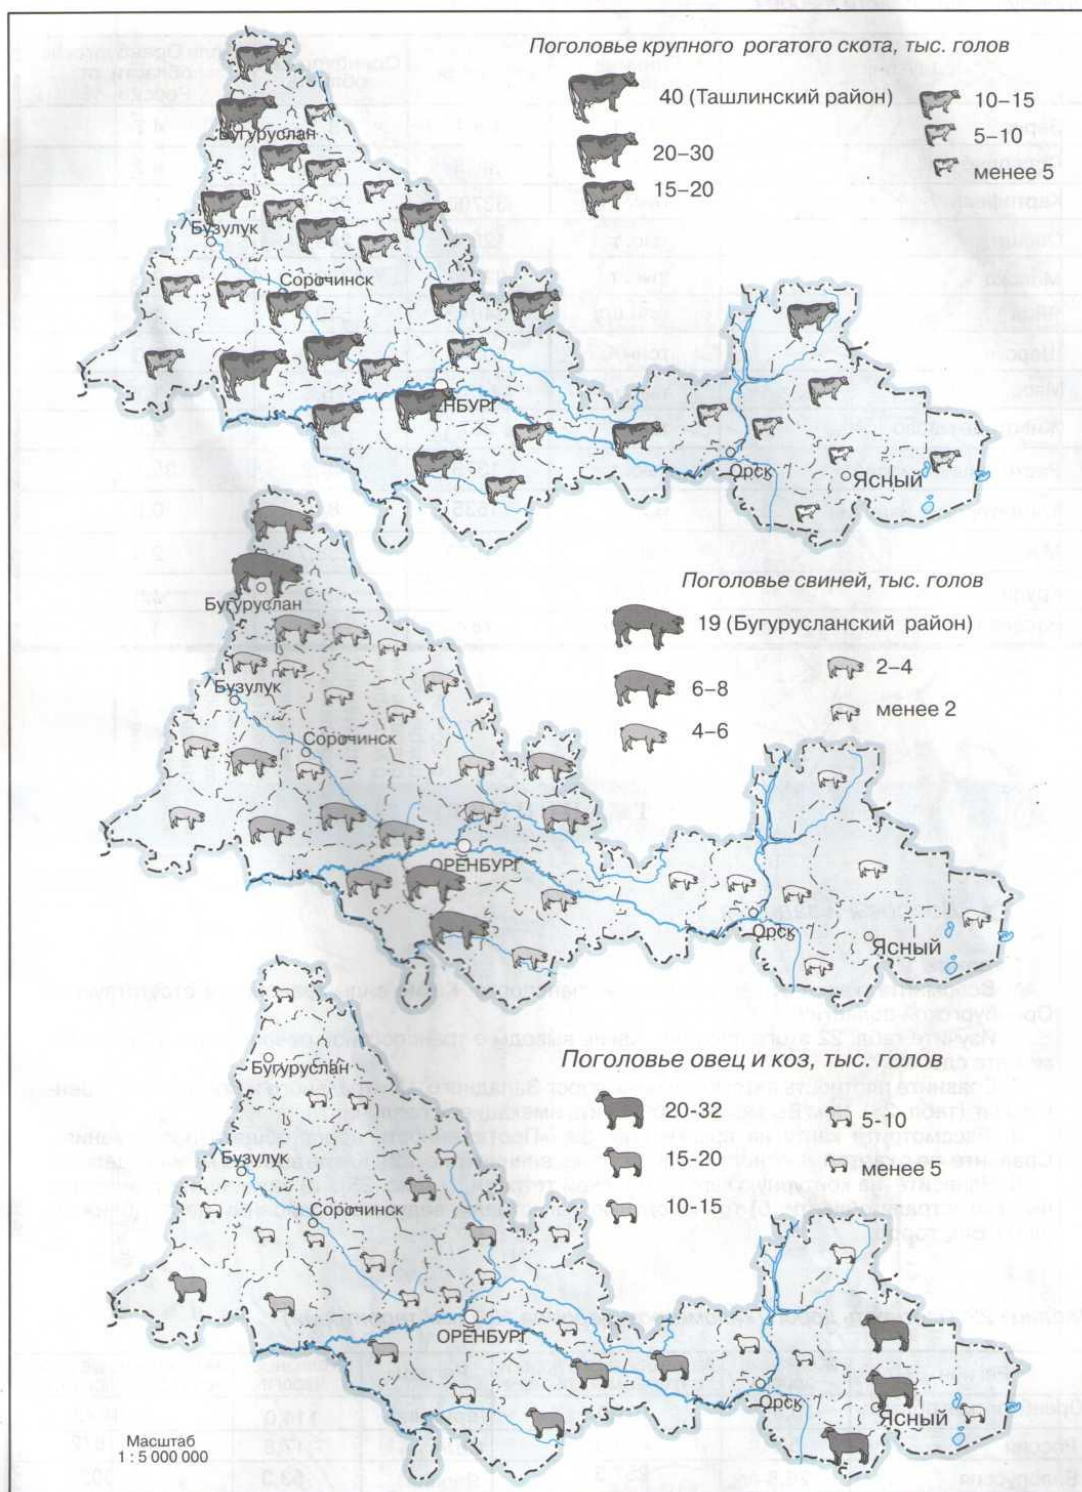 Поголовье крупного рогатого скота, тыс. голов
40 (Ташлинский район)
20–30
15–20
10–15
5–10
менее 5
Бугуруслан
Бузулук
Сорочинск
ЕНБУРГ
Орск
Ясный
Поголовье свиней, тыс. голов
19 (Бугурусланский район)
6–8
4–6
2–4
менее 2
Бугуруслан
Бузулук
Сорочинск
ОРЕНБУРГ
Орск
Ясный
Поголовье овец и коз, тыс. голов
20-32
15-20
10-15
5-10
менее 5
Бугуруслан
Бузулук
Сорочинск
ОРЕНБУРГ
Орск
Ясный
Масштаб
1 : 5 000 000